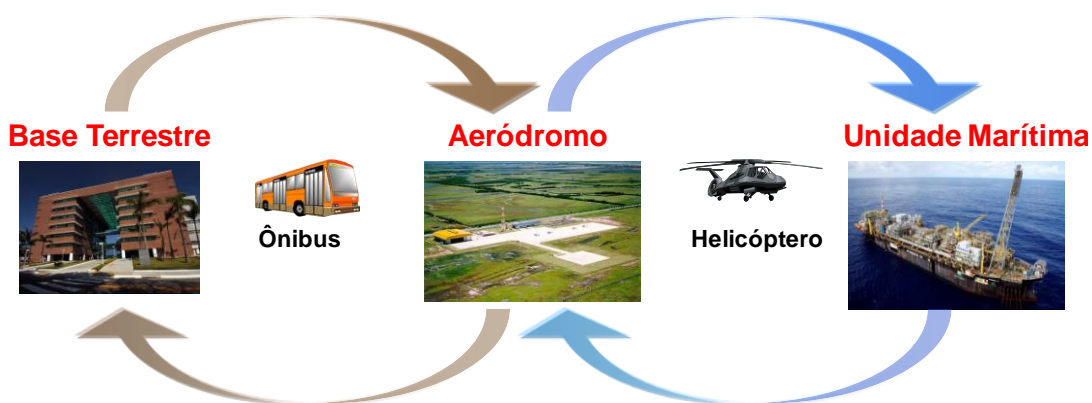 Base Terrestre
Aeródromo
Unidade Marítima
Ônibus
Helicóptero